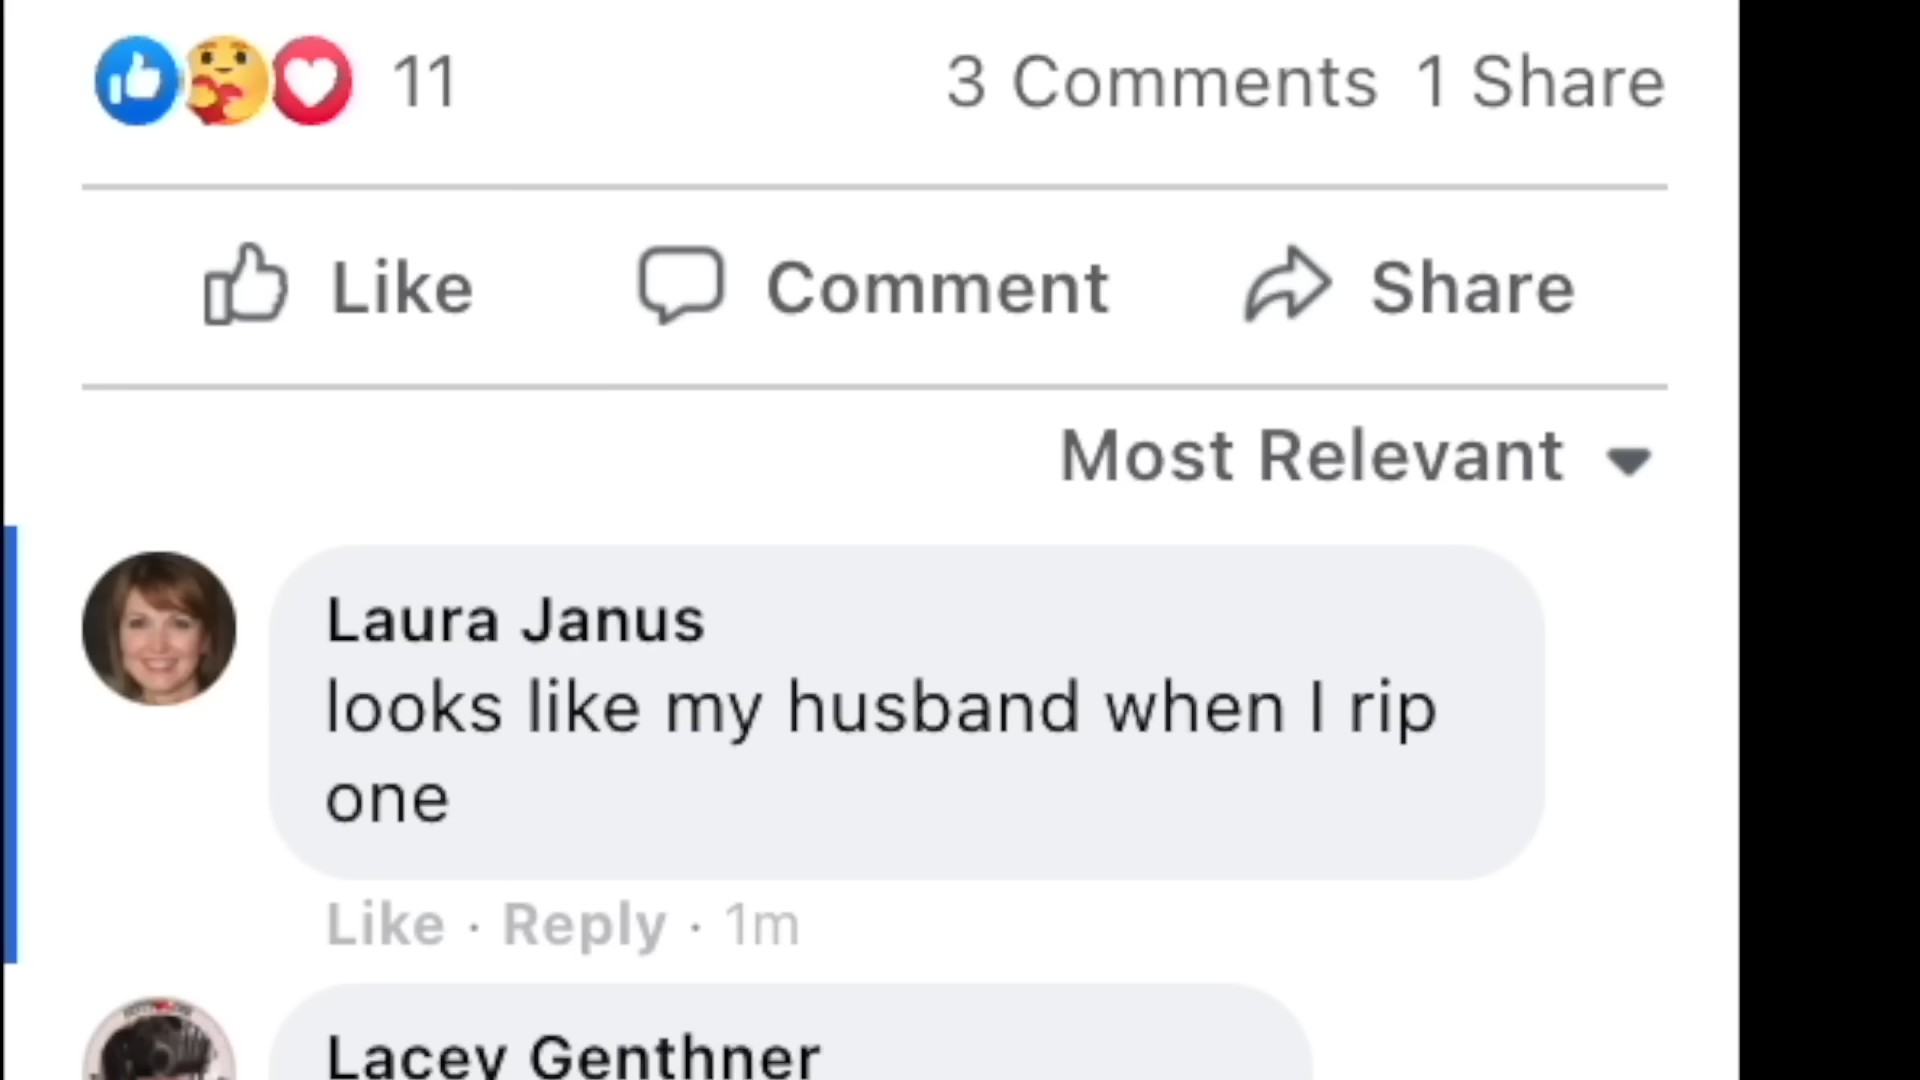 11 3 Comments 1 Share
Like Comment Share
Most Relevant
Laura Janus
looks like my husband when I rip
one
Like · Reply · 1m
Lacey Genthner